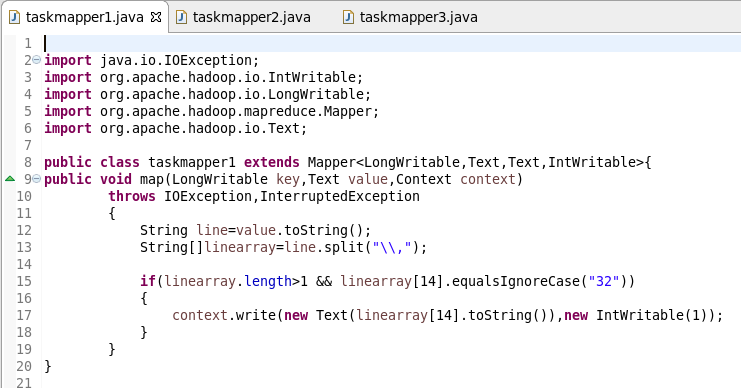 taskmapper1.java taskmapper2.java taskmapper3.java
1
2 import java.io.IOException;
3 import org.apache.hadoop.io.IntWritable;
4 import org.apache.hadoop.io.LongWritable;
5 import org.apache.hadoop.mapreduce.Mapper;
6 import org.apache.hadoop.io.Text;
7
8 public class taskmapper1 extends Mapper<LongWritable,Text,Text,IntWritable>{
9 public void map(LongWritable key,Text value,Context context)
10 throws IOException,InterruptedException
11 {
12 String line=value.toString();
13 String[]linearray=line.split("\\,");
14
15 if(linearray.length>1 && linearray[14].equalsIgnoreCase("32"))
16 {
17 context.write(new Text(linearray[14].toString()),new IntWritable(1));
18 }
19 }
20 }
21